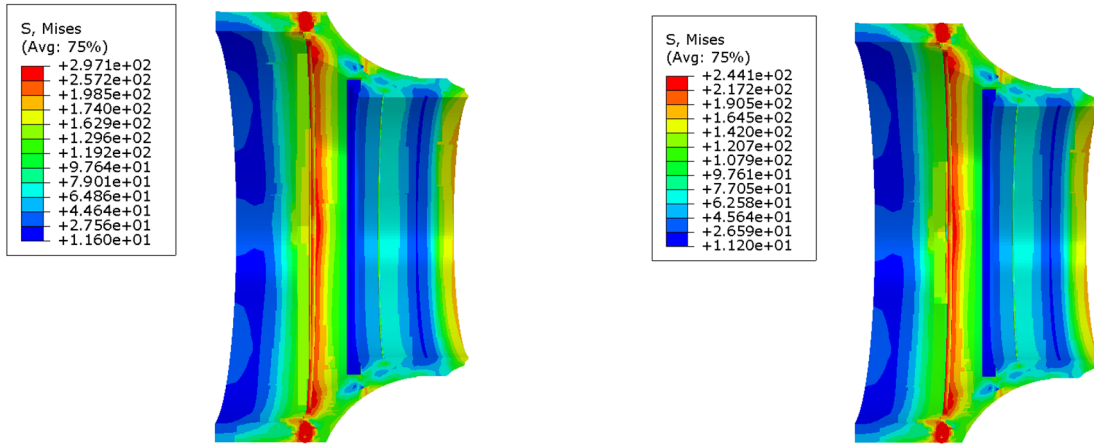 S, Mises
(Avg: 75%)
+2.971e+02
+2.572e+02
+1.985e+02
+1.740e+02
+1.629e+02
+1.296e+02
+1.192e+02
+9.764e+01
+7.901e+01
+6.486e+01
+4.464e+01
+2.756e+01
+1.160e+01
S, Mises
(Avg: 75%)
+2.441e+02
+2.172e+02
+1.905e+02
+1.645e+02
+1.420e+02
+1.207e+02
+1.079e+02
+9.761e+01
+7.705e+01
+6.258e+01
+4.564e+01
+2.659e+01
+1.120e+01